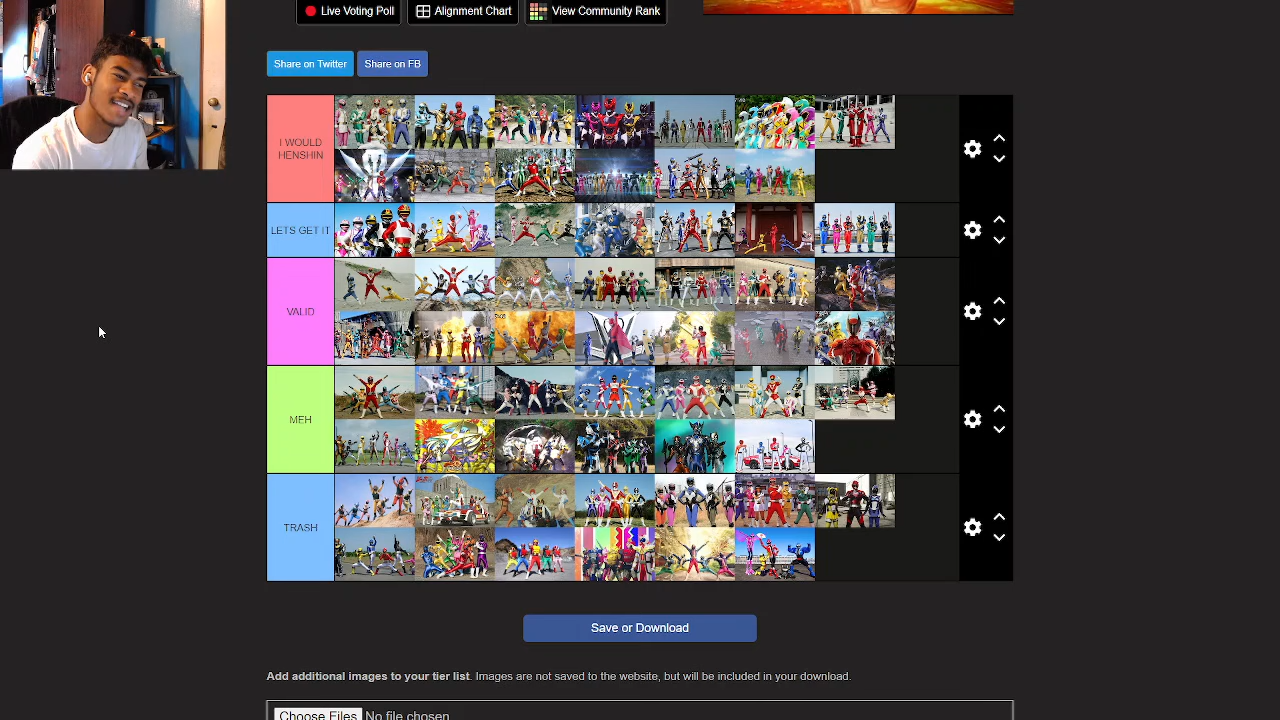 Live Voting Poll
Alignment Chart
View Community Rank
Share on Twitter
Share on FB
I WOULD
HENSHIN
LETS GET IT
VALID
MEH
TRASH
Save or Download
Add additional images to your tier list. Images are not saved to the website, but will be included in your download.
Choose Files No file chosen